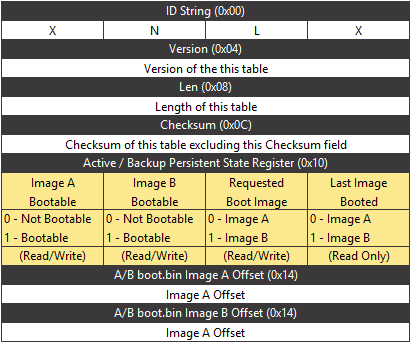 ID String (0x00)
X N L X
Version (0x04)
Version of the this table
Len (0x08)
Length of this table
Checksum (0x0C)
Checksum of this table excluding this Checksum field
Active / Backup Persistent State Register (0x10)
Image A Bootable
Image B Bootable
Requested Boot Image
Last Image Booted
0 - Not Bootable
1 - Bootable
0 - Not Bootable
1 - Bootable
0 - Image A
1 - Image B
0 - Image A
1 - Image B
(Read/Write) (Read/Write) (Read/Write) (Read Only)
A/B boot.bin Image A Offset (0x14)
Image A Offset
A/B boot.bin Image B Offset (0x14)
Image A Offset